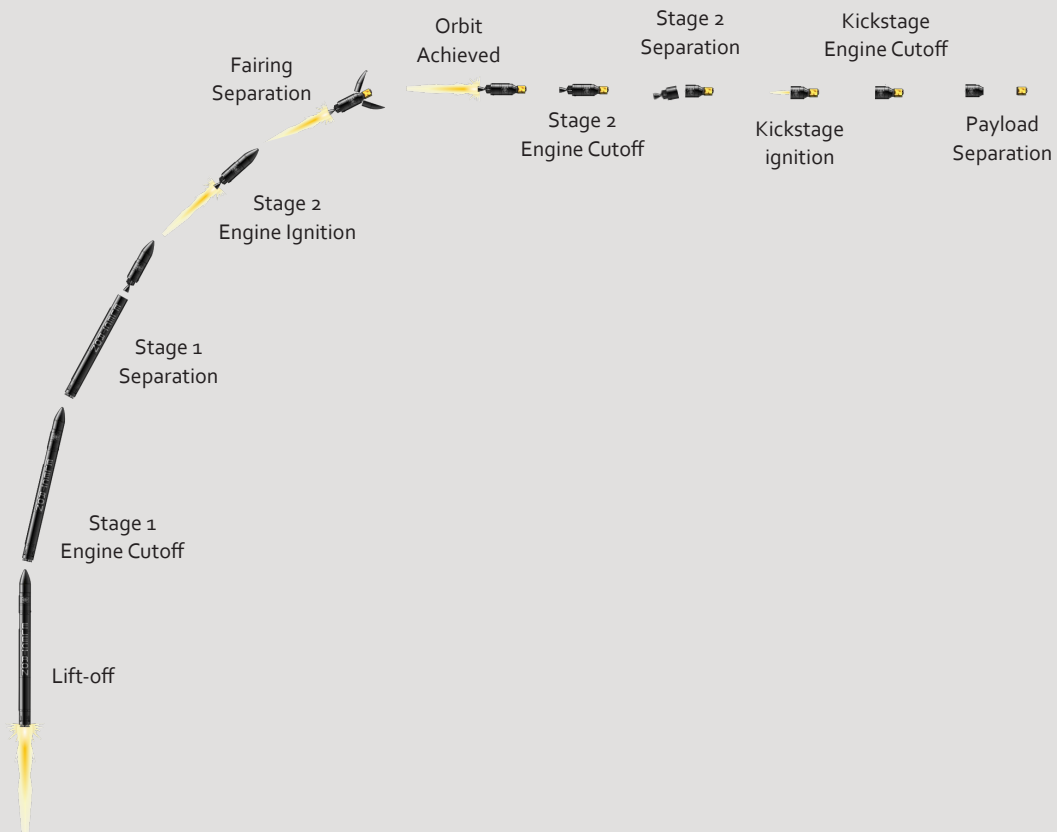 Lift-off
Stage 1
Engine Cutoff
Stage 1
Separation
Stage 2
Engine Ignition
Fairing
Separation
Orbit
Achieved
Stage 2
Engine Cutoff
Stage 2
Separation
Kickstage
ignition
Kickstage
Engine Cutoff
Payload
Separation